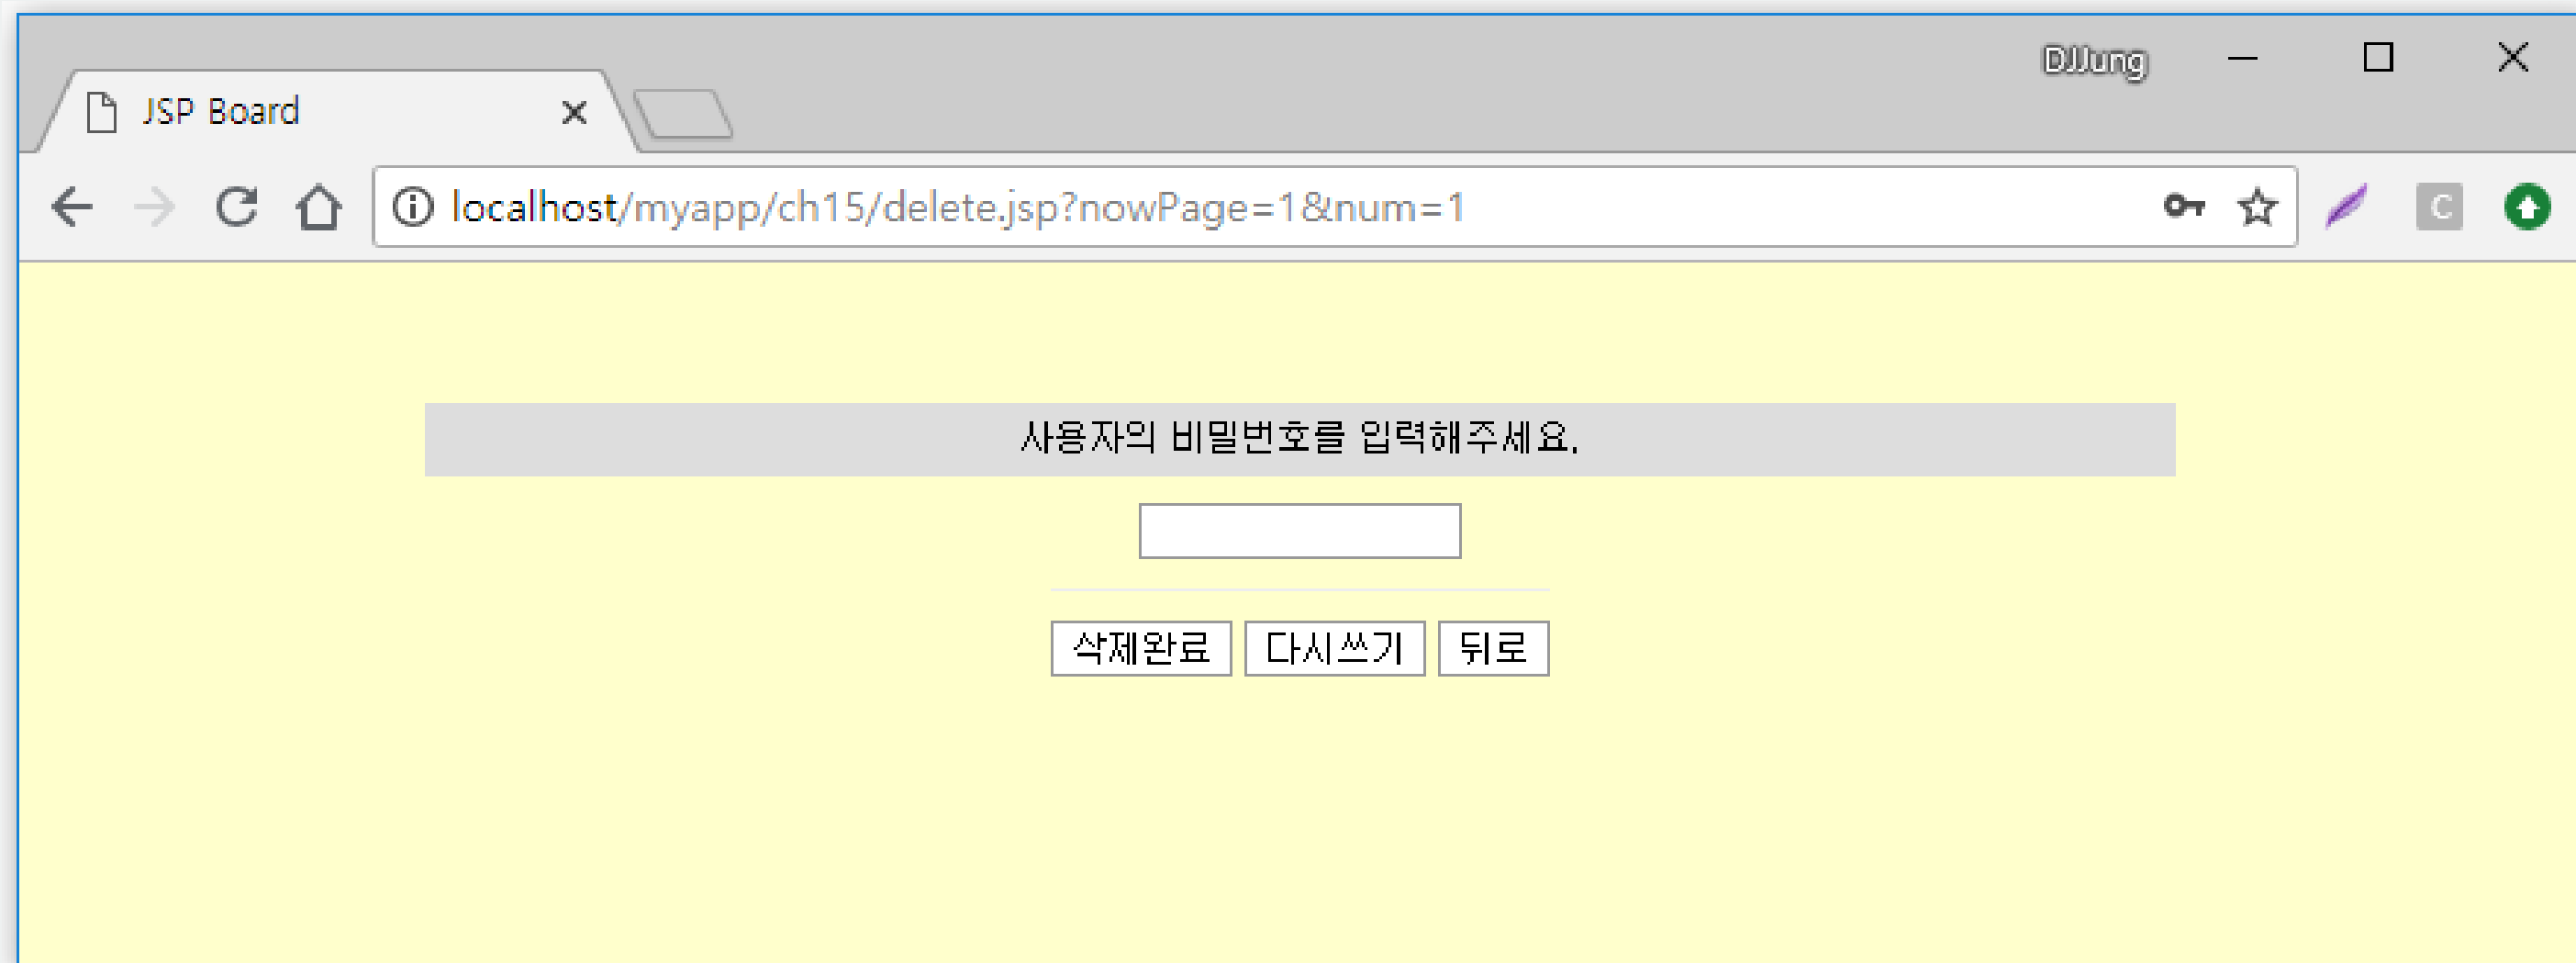 DJJung
JSP Board
localhost/myapp/ch15/delete.jsp?nowPage=1&num=1
C
사용자의 비밀번호를 입력해주세요.
삭제완료 다시쓰기 뒤로